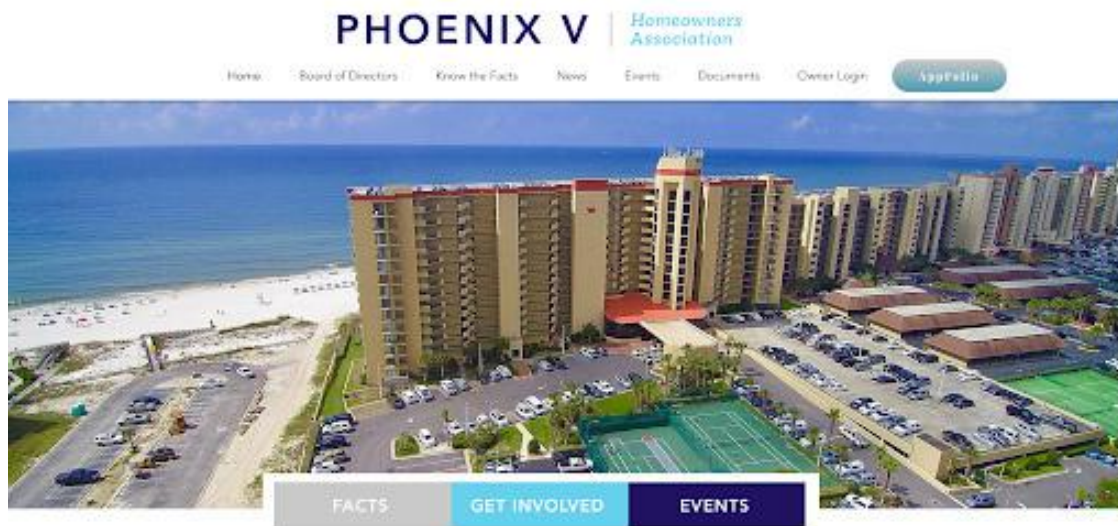 PHOENIX V
Homeowners
Association
Home Board of Directors Know the Facts News Events Documents Owner Login AppFolio
FACTS GET INVOLVED EVENTS